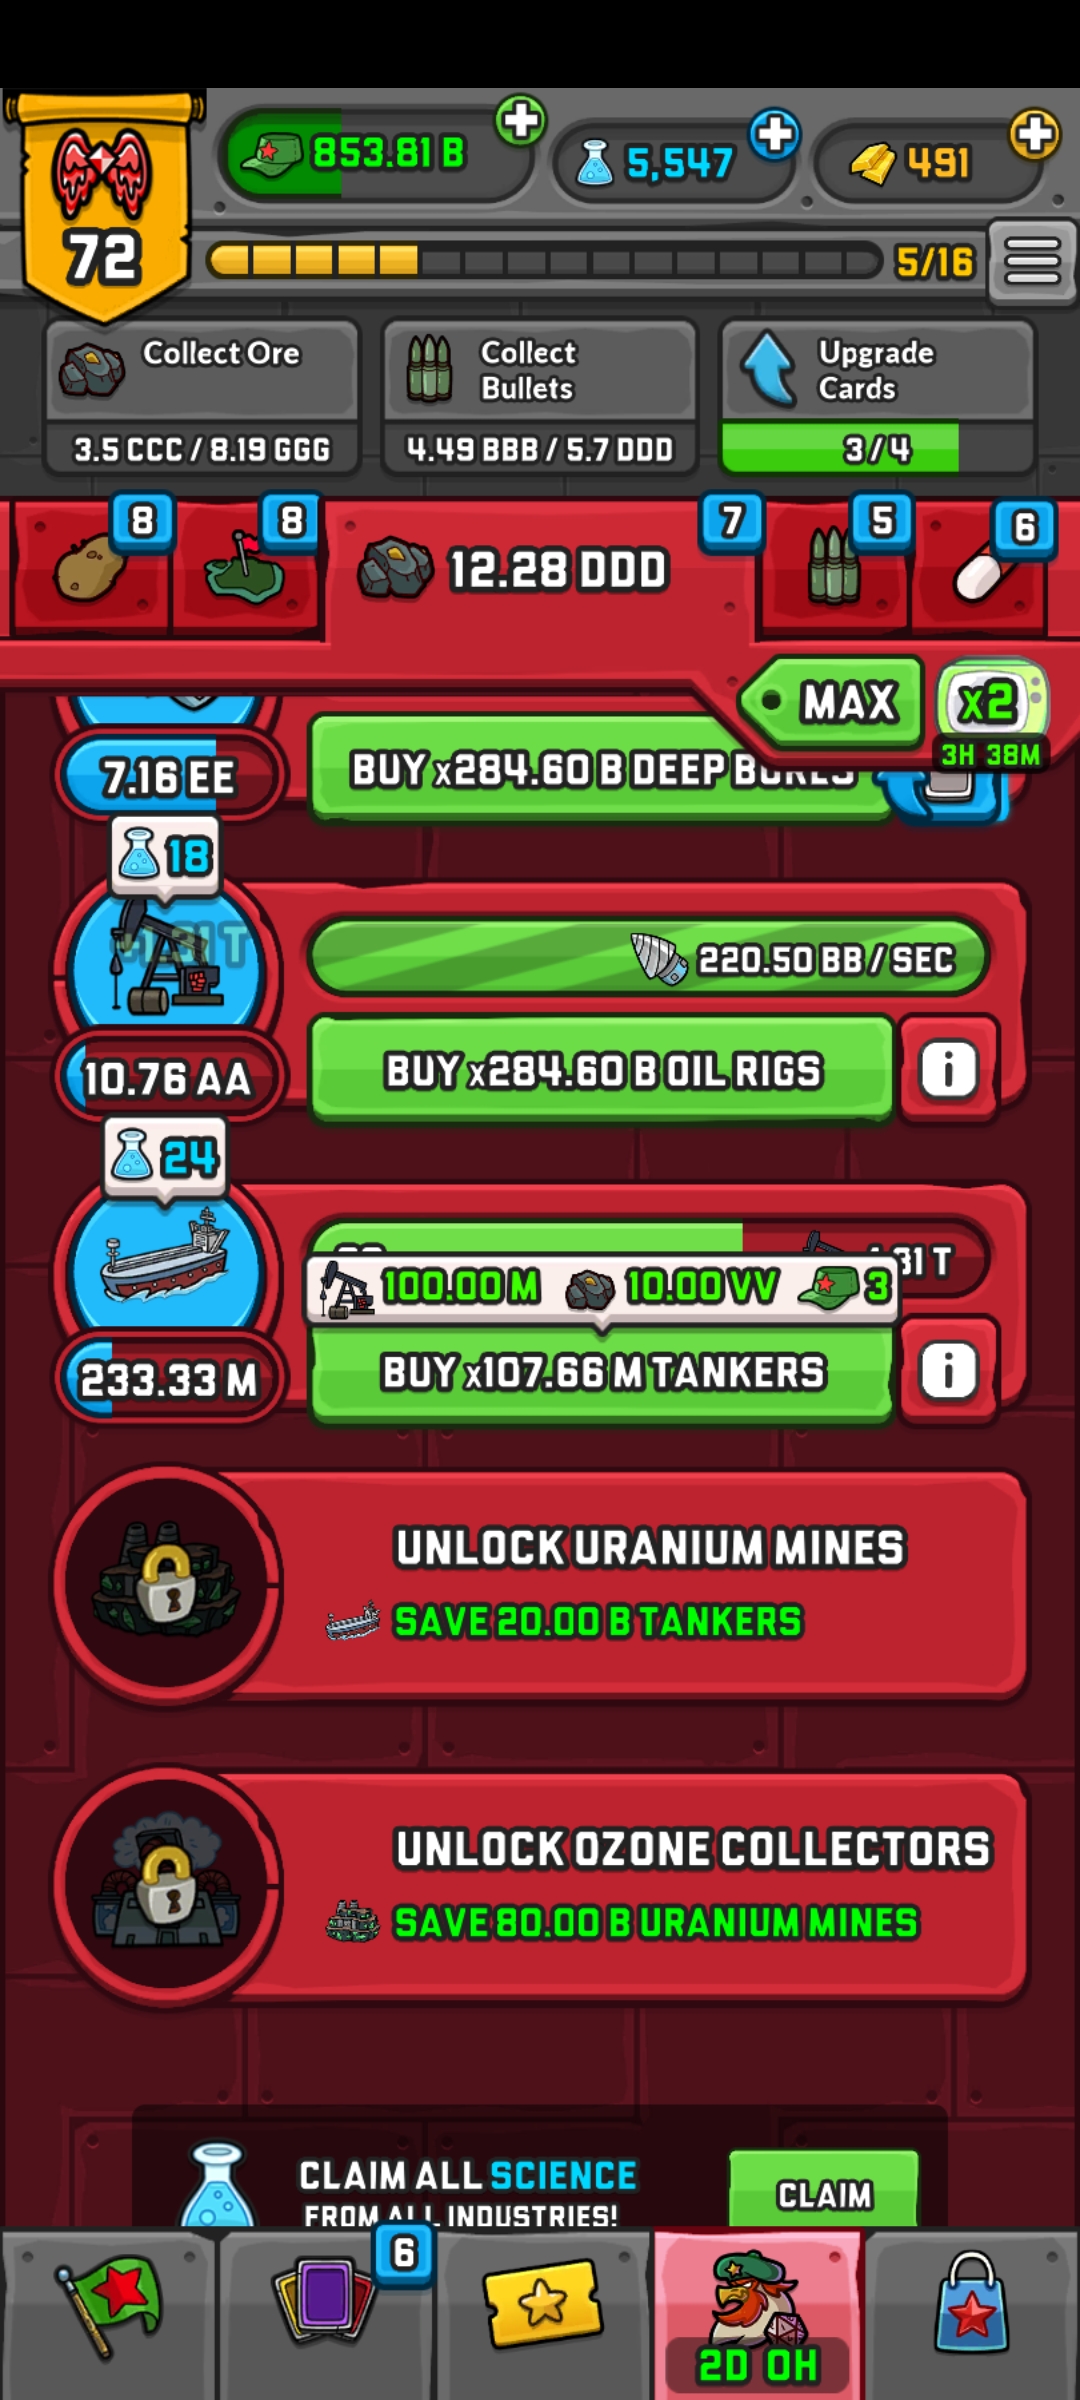 853.81 B
5,547
491
72
5/16
Collect Ore
3.5 CCC / 8.19 GGG
Collect
Bullets
4.49 BBB / 5.7 DDD
Upgrade
Cards
3/4
8
8
12.28 DDD
7
5
6
MAX
x2
3H 38M
7.16 EE
BUY x284.60 B DEEP
18
220.50 BB / SEC
10.76 AA
BUY x284.60 B OIL RIGS
i
24
100.00 M
10.00 VV
3
233.33 M
BUY x107.66 M TANKERS
i
UNLOCK URANIUM MINES
SAVE 20.00 B TANKERS
UNLOCK OZONE COLLECTORS
SAVE 80.00 B URANIUM MINES
CLAIM ALL SCIENCE
FROM ALL INDUSTRIES!
CLAIM
6
2D 0H